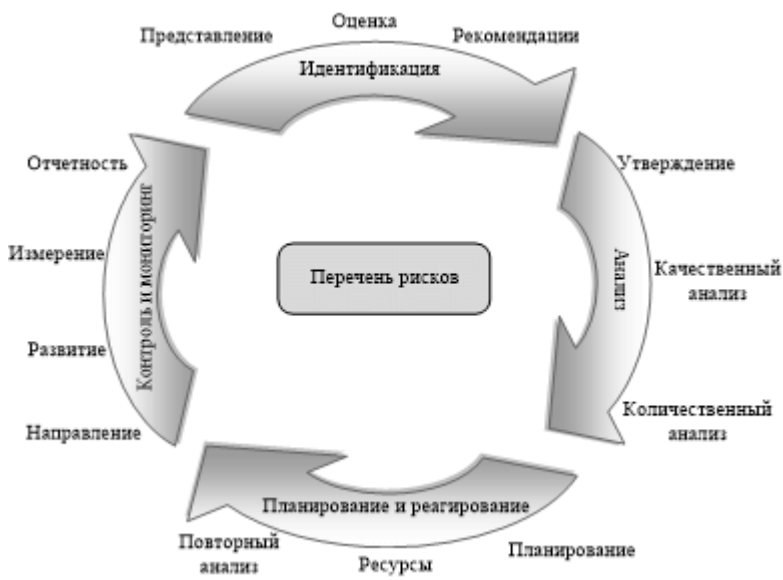 Оценка
Представление
Рекомендации
Идентификация
Отчетность
Утверждение
Контроль и мониторинг
Измерение
Перечень рисков
Анализ
Качественный
анализ
Развитие
Направление
Количественный
анализ
Планирование и реагирование
Повторный
анализ
Ресурсы
Планирование